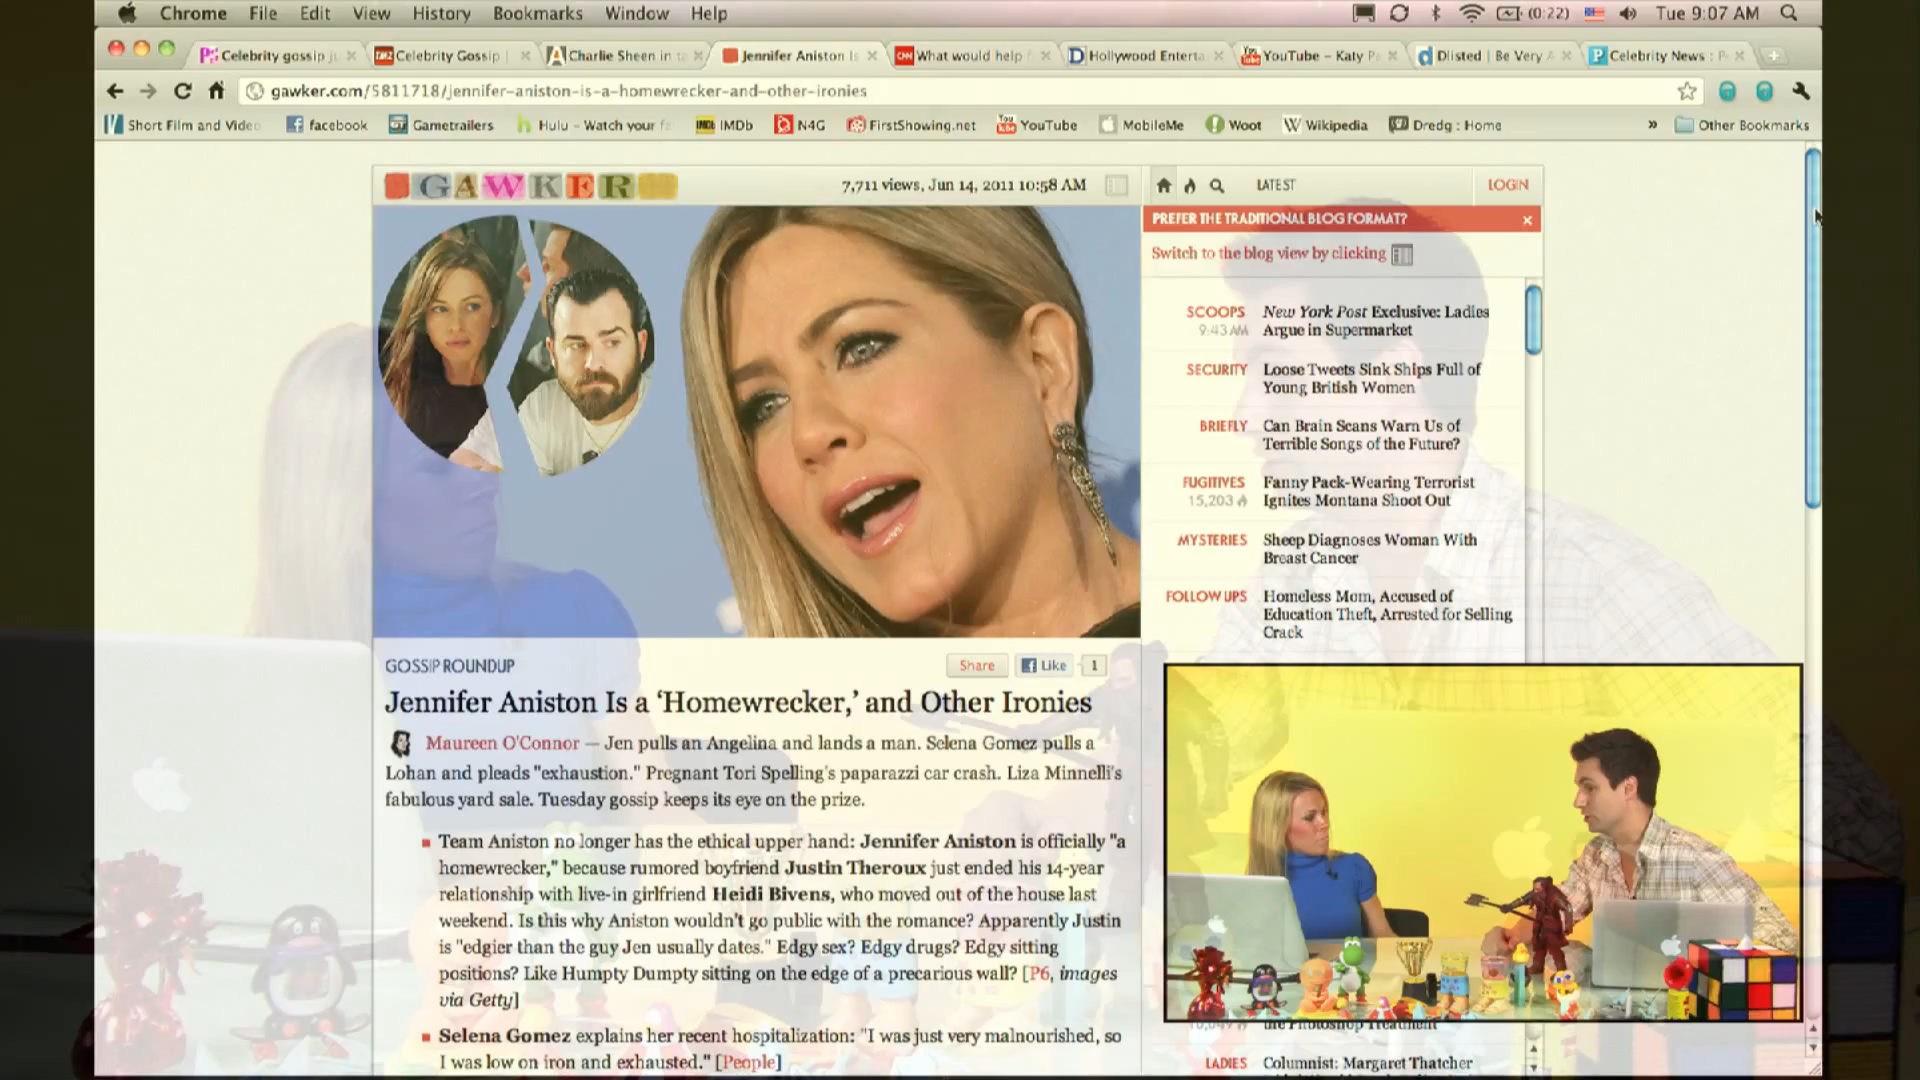 Chrome File Edit View History Bookmarks Window Help (0:22) Tue 9:07 AM
Celebrity gossip Celebrity Gossip | Charlie Sheen in Jennifer Aniston Is CNN What would help Hollywood Enterta YouTube – Katy Dlisted | Be Very Celebrity News :
gawker.com/5811718/jennifer-aniston-is-a-homewrecker-and-other-ironies
Short Film and Video facebook Gametrailers Hulu – Watch your IMDb IMDb N4G FirstShowing.net YouTube MobileMe Woot W Wikipedia Dredg : Home » Other Bookmarks
GAWKER 7,711 views, Jun 14, 2011 10:58 AM LATEST LOGIN
PREFER THE TRADITIONAL BLOG FORMAT? ×
Switch to the blog view by clicking
SCOOPS New York Post Exclusive: Ladies
9:43 AM Argue in Supermarket
SECURITY Loose Tweets Sink Ships Full of
Young British Women
BRIEFLY Can Brain Scans Warn Us of
Terrible Songs of the Future?
FUGITIVES Fanny Pack-Wearing Terrorist
15,203 Ignites Montana Shoot Out
MYSTERIES Sheep Diagnoses Woman With
Breast Cancer
FOLLOW UPS Homeless Mom, Accused of
Education Theft, Arrested for Selling
Crack
GOSSIP ROUNDUP Share Like 1
Jennifer Aniston Is a ‘Homewrecker,’ and Other Ironies
Maureen O'Connor — Jen pulls an Angelina and lands a man. Selena Gomez pulls a
Lohan and pleads "exhaustion." Pregnant Tori Spelling's paparazzi car crash. Liza Minnelli's
fabulous yard sale. Tuesday gossip keeps its eye on the prize.
Team Aniston no longer has the ethical upper hand: Jennifer Aniston is officially "a
homewrecker," because rumored boyfriend Justin Theroux just ended his 14-year
relationship with live-in girlfriend Heidi Bivens, who moved out of the house last
weekend. Is this why Aniston wouldn't go public with the romance? Apparently Justin
is "edgier than the guy Jen usually dates." Edgy sex? Edgy drugs? Edgy sitting
positions? Like Humpty Dumpty sitting on the edge of a precarious wall? [P6, images
via Getty]
Selena Gomez explains her recent hospitalization: "I was just very malnourished, so
I was low on iron and exhausted." [People]
the Photoshop Treatment
LADIES Columnist: Margaret Thatcher